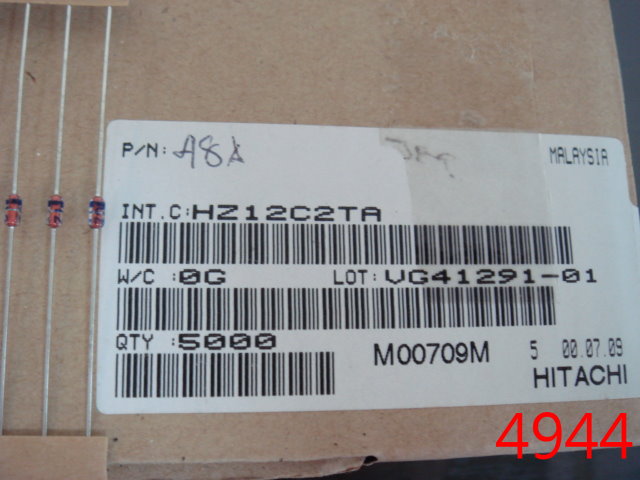 P/N: A8A
MALAYSIA
INT.C:HZ12C2TA
W/C :0G LOT:VG41291-01
QTY :5000
M00709M 5 00.07.09
HITACHI
4944